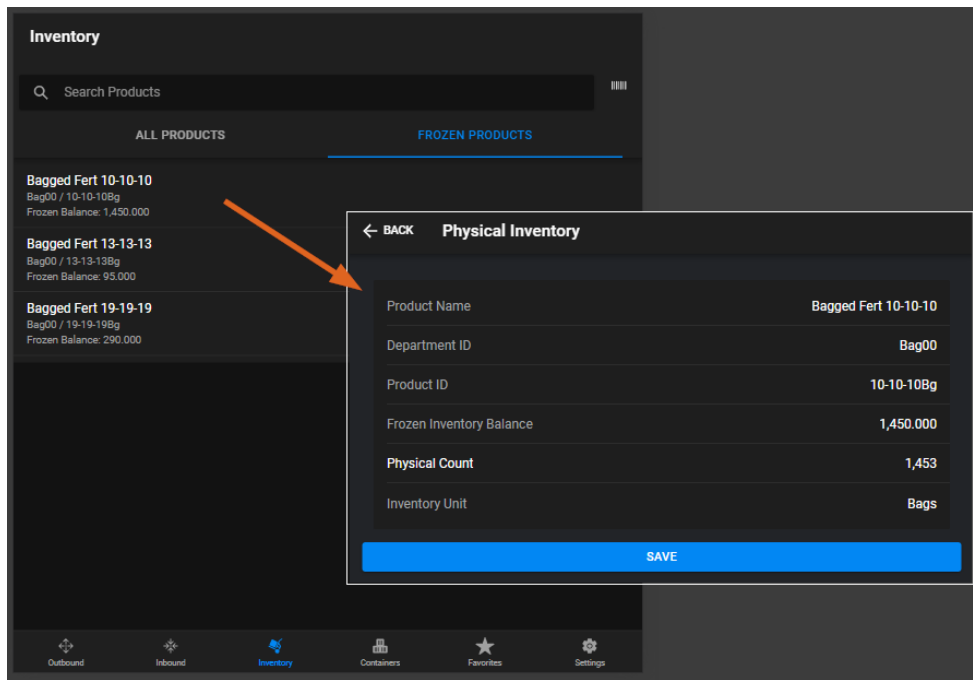 Inventory
Search Products
ALL PRODUCTS FROZEN PRODUCTS
Bagged Fert 10-10-10
Bag00 / 10-10-10Bg
Frozen Balance: 1,450.000
Bagged Fert 13-13-13
Bag00 / 13-13-13Bg
Frozen Balance: 95.000
Bagged Fert 19-19-19
Bag00 / 19-19-19Bg
Frozen Balance: 290.000
BACK Physical Inventory
Product Name Bagged Fert 10-10-10
Department ID Bag00
Product ID 10-10-10Bg
Frozen Inventory Balance 1,450.000
Physical Count 1,453
Inventory Unit Bags
SAVE
Outbound Inbound Inventory Containers Favorites Settings